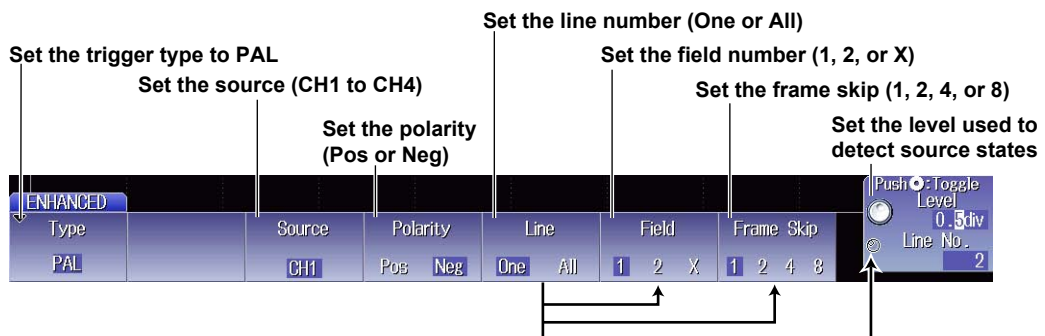 Set the line number (One or All)
Set the trigger type to PAL
Set the field number (1, 2, or X)
Set the source (CH1 to CH4)
Set the frame skip (1, 2, 4, or 8)
Set the polarity
(Pos or Neg)
Set the level used to
detect source states
ENHANCED
Type
PAL
Source
CH1
Polarity
Pos Neg
Line
One All
Field
1 2 X
Frame Skip
1 2 4 8
Push :Toggle
Level
0.5div
Line No.
2